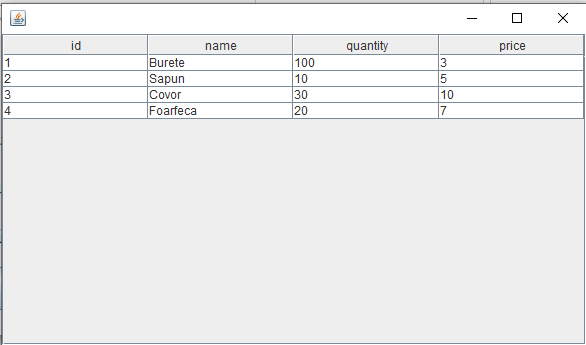 id name quantity price
1 Burete 100 3
2 Sapun 10 5
3 Covor 30 10
4 Foarfeca 20 7